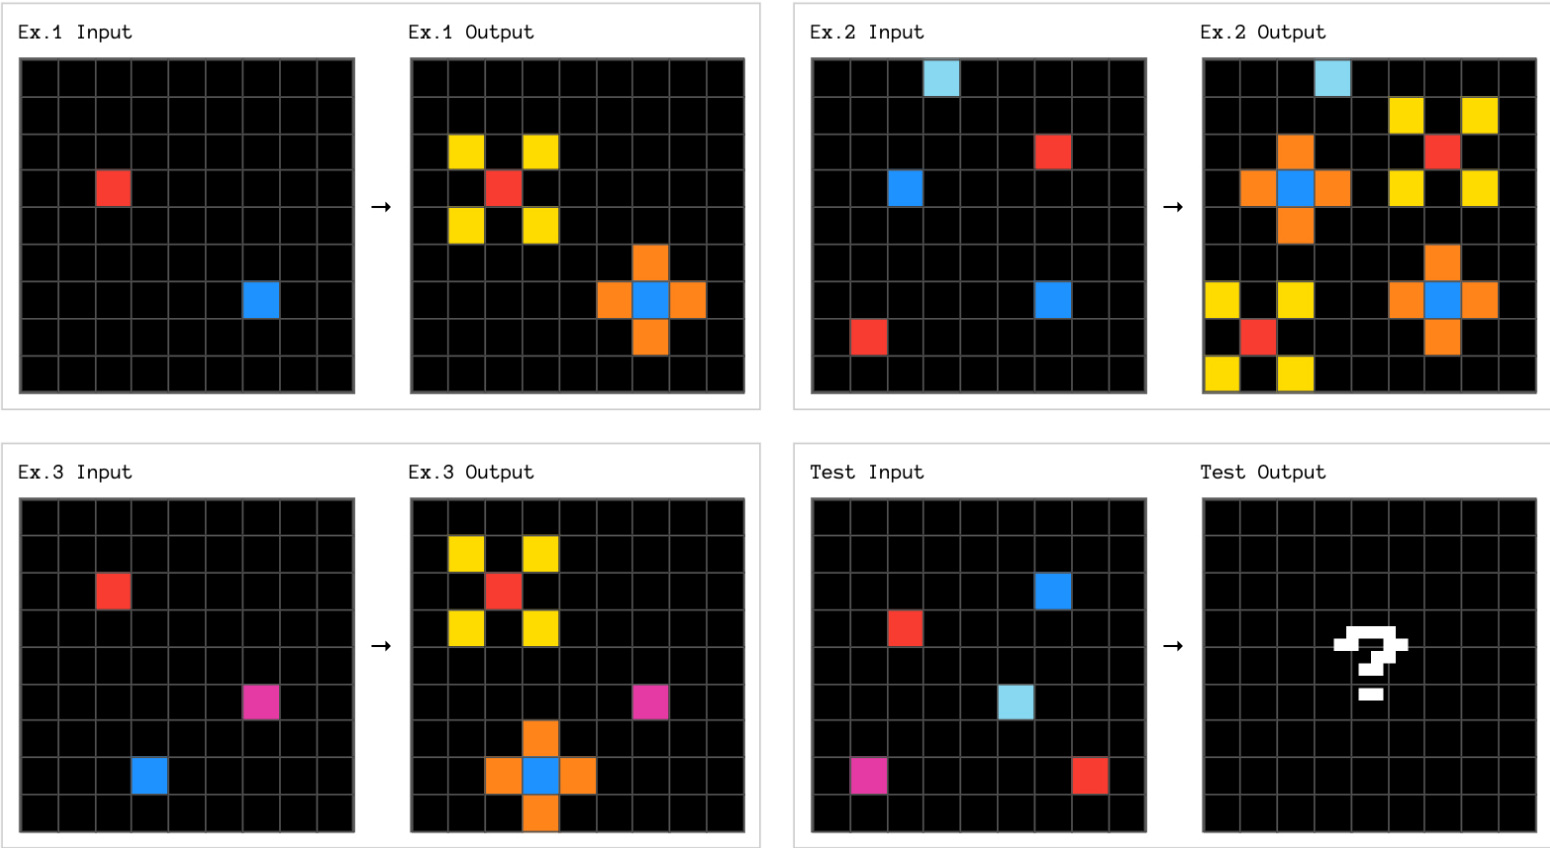 Ex.1 Input
Ex.1 Output
→
Ex.2 Input
Ex.2 Output
→
Ex.3 Input
Ex.3 Output
→
Test Input
Test Output
→
?